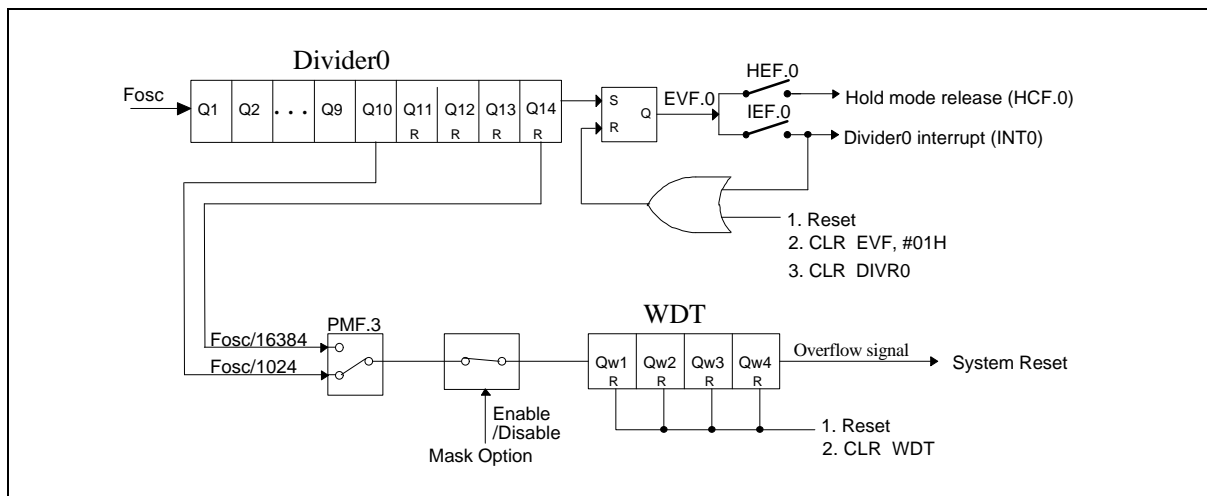 Divider0
Fosc
Q1 Q2 . . . Q9 Q10 Q11 Q12 Q13 Q14
R R R R
S
R
Q
EVF.0
HEF.0
IEF.0
Hold mode release (HCF.0)
Divider0 interrupt (INT0)
1. Reset
2. CLR EVF, #01H
3. CLR DIVR0
Fosc/16384
Fosc/1024
PMF.3
Enable
/Disable
Mask Option
WDT
Qw1 Qw2 Qw3 Qw4
R R R R
Overflow signal
System Reset
1. Reset
2. CLR WDT